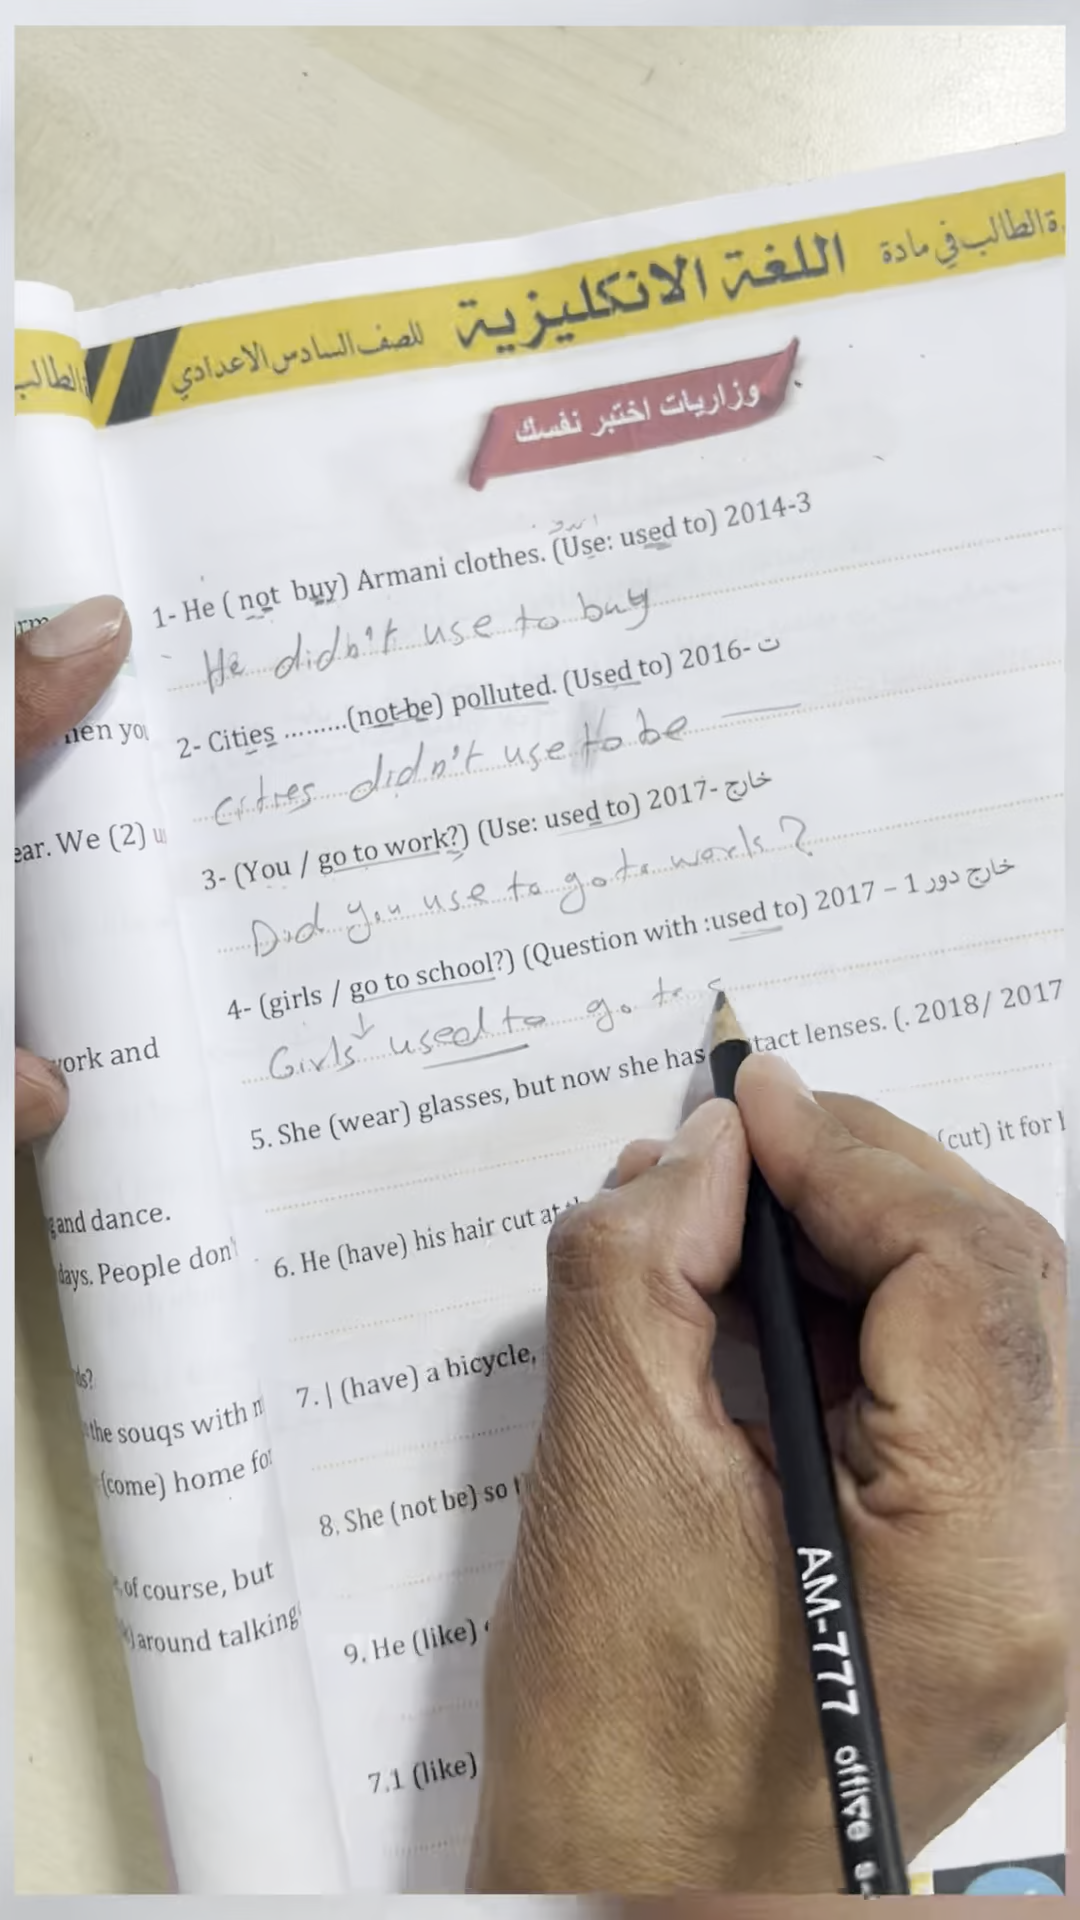 ة الطالب في مادة اللغة الانكليزية للصف السادس الاعدادي
الطالب
وزاريات اختبر نفسك
1- He ( not buy) Armani clothes. (Use: used to) 2014-3
He didn't use to buy
2- Cities .........(not be) polluted. (Used to) 2016- ت
cities didn't use to be
3- (You / go to work?) (Use: used to) 2017- خارج
Did you use to go to work?
4- (girls / go to school?) (Question with :used to) 2017 – 1 خارج دور
Girls used to go to s
5. She (wear) glasses, but now she has tact lenses. (. 2018/ 2017
(cut) it for
6. He (have) his hair cut at
7. | (have) a bicycle,
8. She (not be) so
9. He (like)
7.1 (like)
hen you
ear. We (2) u
work and
g and dance.
days. People don'
ds?
the souqs with
(come) home for
, of course, but
) around talking
AM-777 office